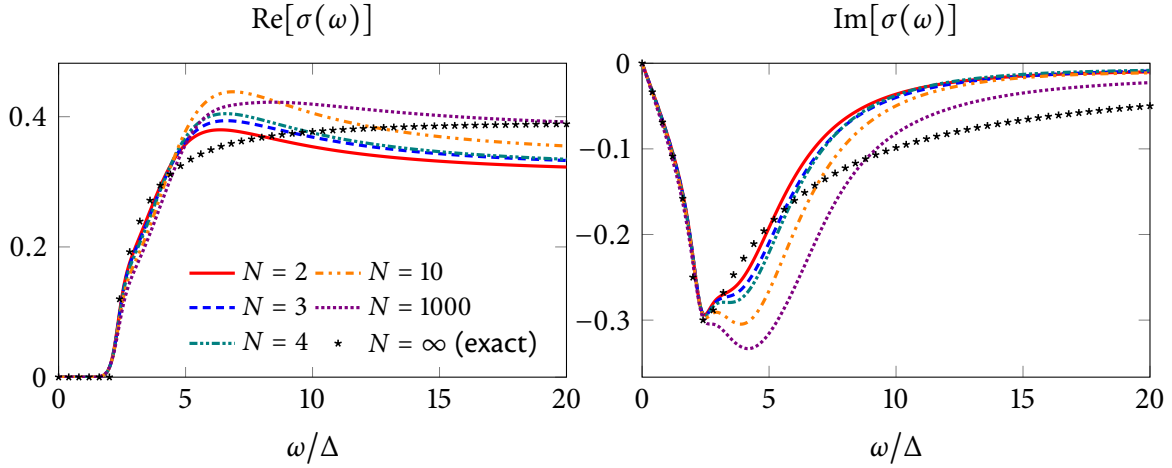 Re[σ(ω)]
0.4
0.2
0
N = 2
N = 3
N = 4
N = 10
N = 1000
N = ∞ (exact)
0 5 10 15 20
ω/Δ
Im[σ(ω)]
0
−0.1
−0.2
−0.3
0 5 10 15 20
ω/Δ